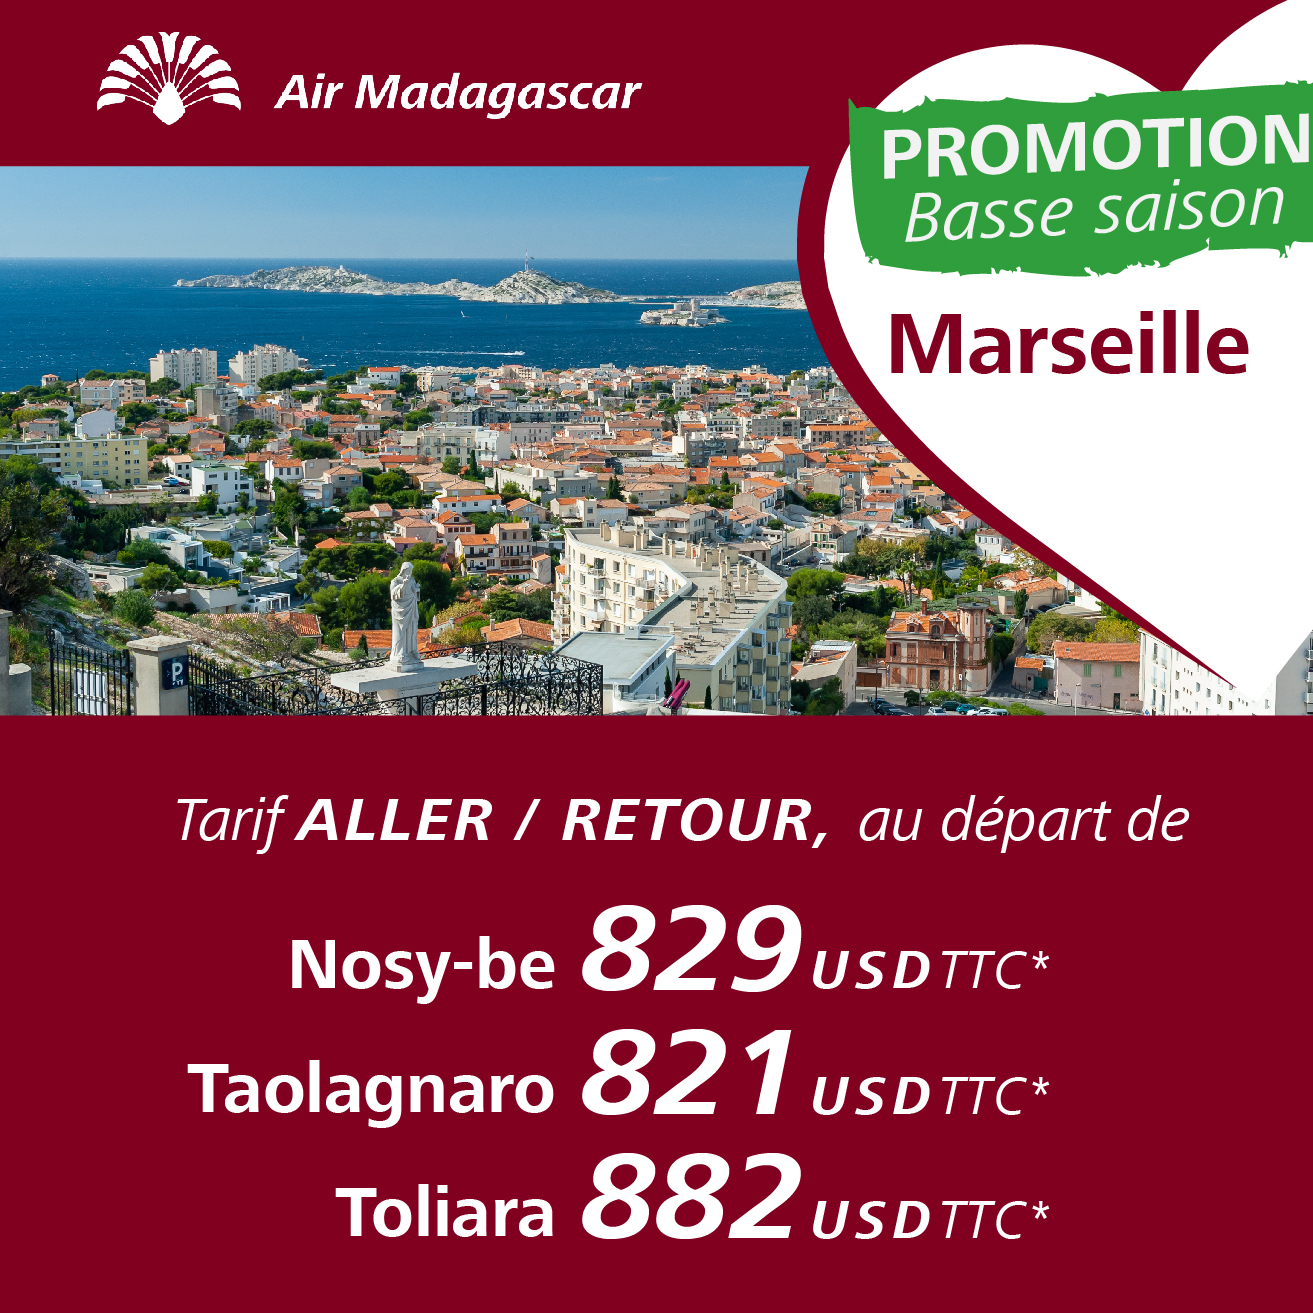 Air Madagascar
PROMOTION
Basse saison
Marseille
P
Tarif ALLER / RETOUR, au départ de
Nosy-be 829 USD TTC*
Taolagnaro 821 USD TTC*
Toliara 882 USD TTC*